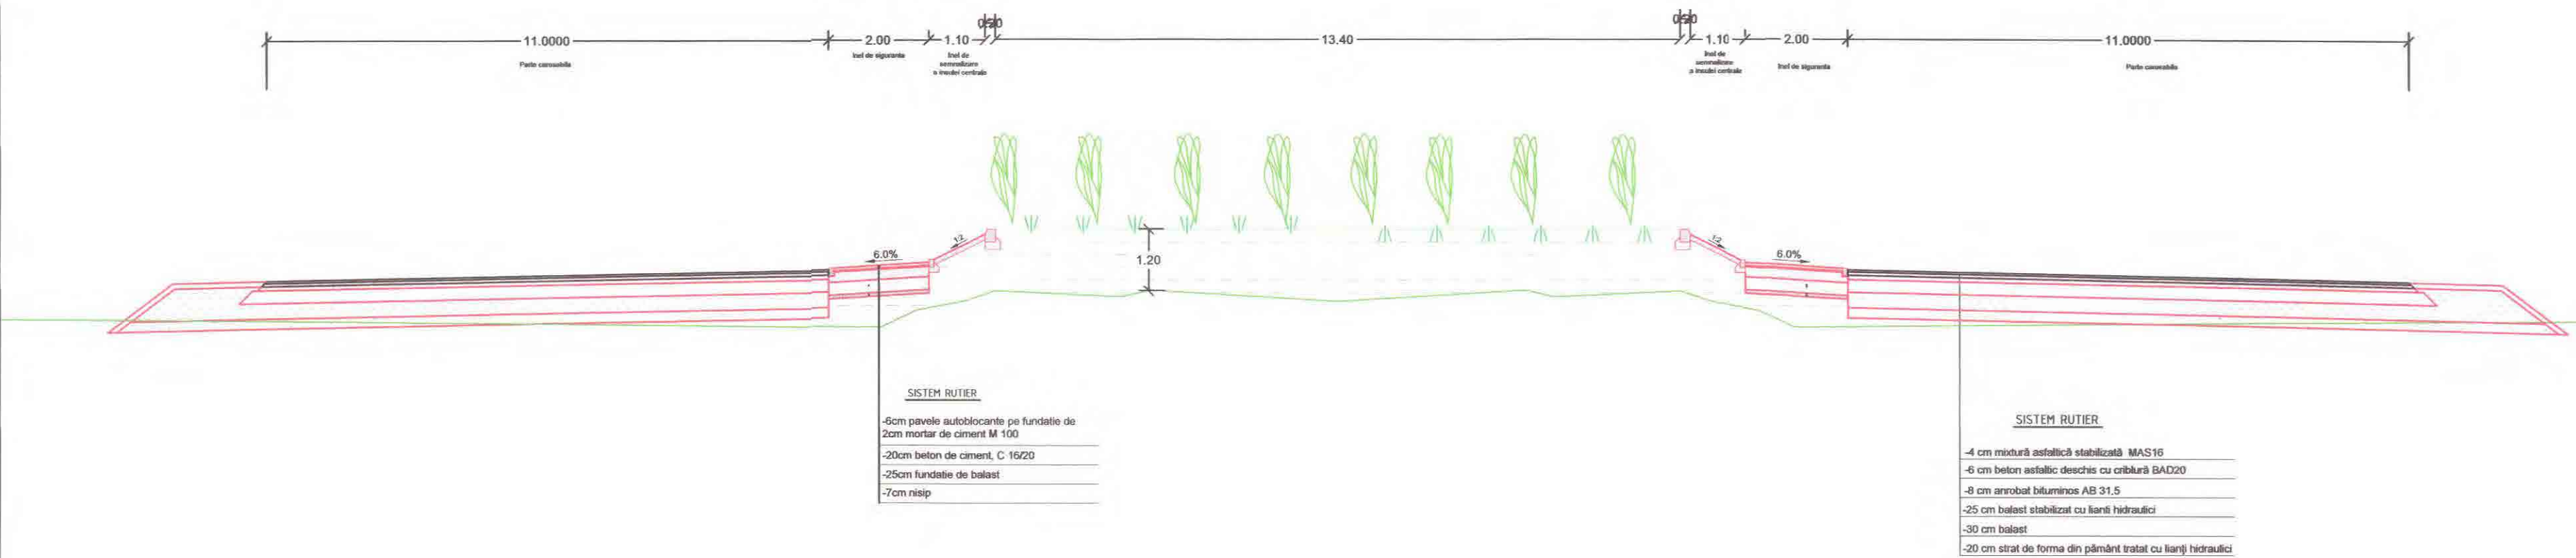 11.0000
2.00
1.10
13.40
1.10
2.00
11.0000
Parte carosabila
Inel de siguranta
Inel de
semnalizare
a insulei centrale
Inel de
semnalizare
a insulei centrale
Inel de siguranta
Parte carosabila
1:2
6.0%
1.20
1:2
6.0%
SISTEM RUTIER
-6cm pavele autoblocante pe fundatie de
2cm mortar de ciment M 100
-20cm beton de ciment, C 16/20
-25cm fundatie de balast
-7cm nisip
SISTEM RUTIER
-4 cm mixtură asfaltică stabilizată MAS16
-6 cm beton asfaltic deschis cu criblură BAD20
-8 cm anrobat bituminos AB 31.5
-25 cm balast stabilizat cu lianti hidraulici
-30 cm balast
-20 cm strat de forma din pământ tratat cu lianți hidraulici